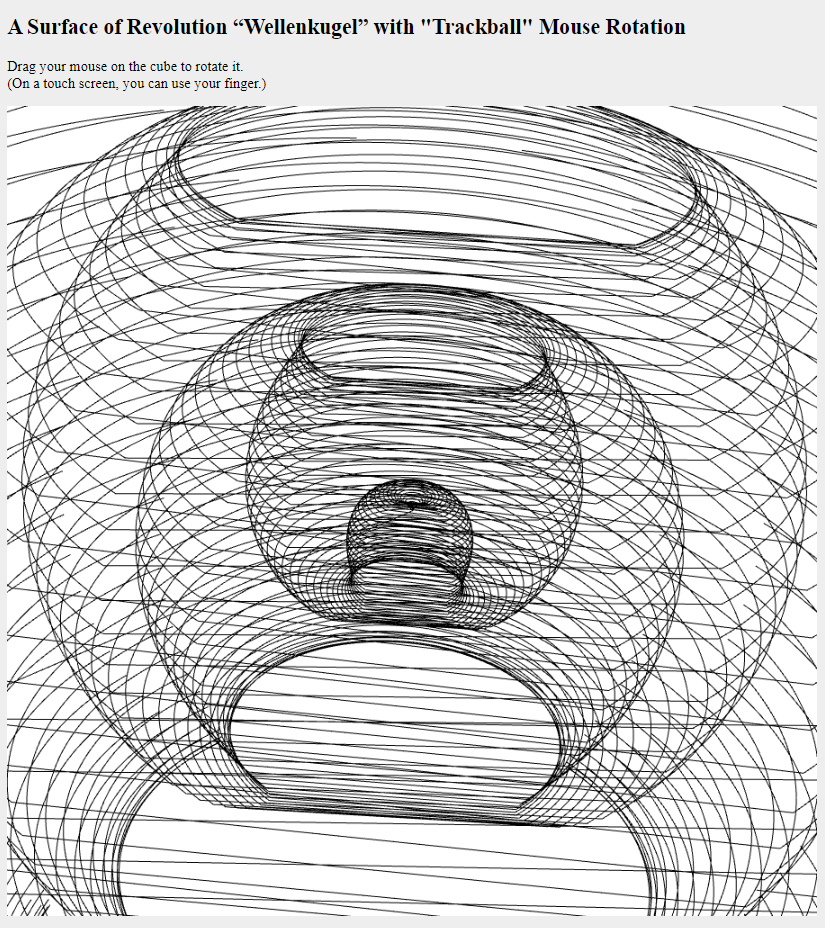 A Surface of Revolution “Wellenkugel” with "Trackball" Mouse Rotation
Drag your mouse on the cube to rotate it.
(On a touch screen, you can use your finger.)